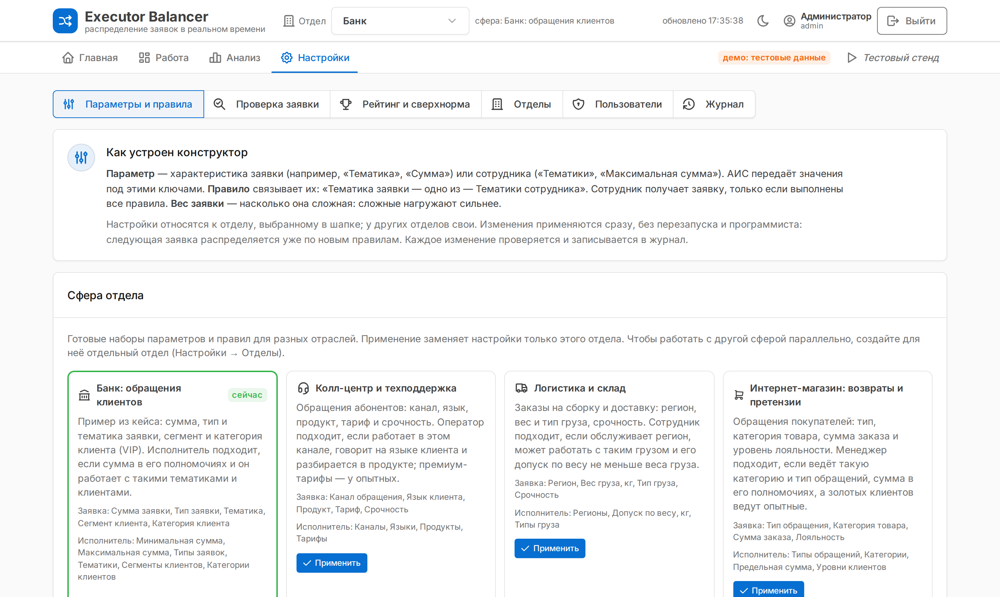 Executor Balancer
распределение заявок в реальном времени
Отдел
Банк
сфера: Банк: обращения клиентов
обновлено 17:35:38
Администратор
admin
Выйти
Главная
Работа
Анализ
Настройки
демо: тестовые данные
Тестовый стенд
Параметры и правила
Проверка заявки
Рейтинг и сверхнорма
Отделы
Пользователи
Журнал
Как устроен конструктор
Параметр — характеристика заявки (например, «Тематика», «Сумма») или сотрудника («Тематики», «Максимальная сумма»). АИС передаёт значения
под этими ключами. Правило связывает их: «Тематика заявки — одно из — Тематики сотрудника». Сотрудник получает заявку, только если выполнены
все правила. Вес заявки — насколько она сложная: сложные нагружают сильнее.
Настройки относятся к отделу, выбранному в шапке; у других отделов свои. Изменения применяются сразу, без перезапуска и программиста:
следующая заявка распределяется уже по новым правилам. Каждое изменение проверяется и записывается в журнал.
Сфера отдела
Готовые наборы параметров и правил для разных отраслей. Применение заменяет настройки только этого отдела. Чтобы работать с другой сферой параллельно, создайте для
неё отдельный отдел (Настройки → Отделы).
Банк: обращения
клиентов
сейчас
Пример из кейса: сумма, тип и
тематика заявки, сегмент и категория
клиента (VIP). Исполнитель подходит,
если сумма в его полномочиях и он
работает с такими тематиками и
клиентами.
Заявка: Сумма заявки, Тип заявки, Тематика,
Сегмент клиента, Категория клиента
Исполнитель: Минимальная сумма,
Максимальная сумма, Типы заявок,
Тематики, Сегменты клиентов, Категории
клиентов
Колл-центр и техподдержка
Обращения абонентов: канал, язык,
продукт, тариф и срочность. Оператор
подходит, если работает в этом
канале, говорит на языке клиента и
разбирается в продукте; премиум-
тарифы — у опытных.
Заявка: Канал обращения, Язык клиента,
Продукт, Тариф, Срочность
Исполнитель: Каналы, Языки, Продукты,
Тарифы
Применить
Логистика и склад
Заказы на сборку и доставку: регион,
вес и тип груза, срочность. Сотрудник
подходит, если обслуживает регион,
может работать с таким грузом и его
допуск по весу не меньше веса груза.
Заявка: Регион, Вес груза, кг, Тип груза,
Срочность
Исполнитель: Регионы, Допуск по весу, кг,
Типы груза
Применить
Интернет-магазин: возвраты и
претензии
Обращения покупателей: тип,
категория товара, сумма заказа и
уровень лояльности. Менеджер
подходит, если ведёт такую
категорию и тип обращений, сумма в
его полномочиях, а золотых клиентов
ведут опытные.
Заявка: Тип обращения, Категория товара,
Сумма заказа, Лояльность
Исполнитель: Типы обращений, Категории,
Предельная сумма, Уровни клиентов
Применить